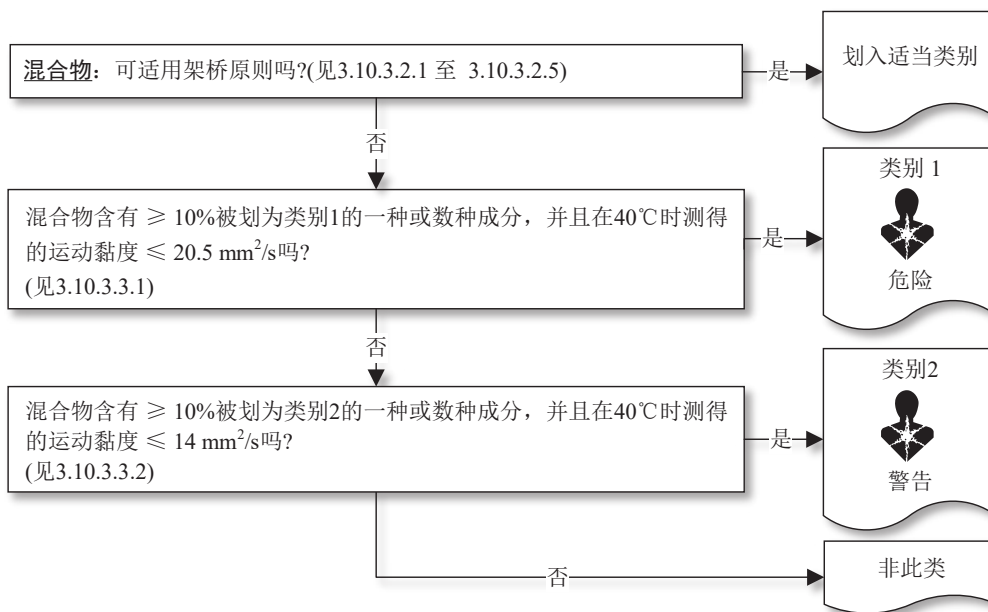 混合物：可适用架桥原则吗?(见3.10.3.2.1 至 3.10.3.2.5)
是
划入适当类别
否
混合物含有 ≥ 10%被划为类别1的一种或数种成分，并且在40℃时测得
的运动黏度 ≤ 20.5 mm²/s吗?
(见3.10.3.3.1)
是
类别 1
危险
否
混合物含有 ≥ 10%被划为类别2的一种或数种成分，并且在40℃时测得
的运动黏度 ≤ 14 mm²/s吗?
(见3.10.3.3.2)
是
类别2
警告
否
非此类